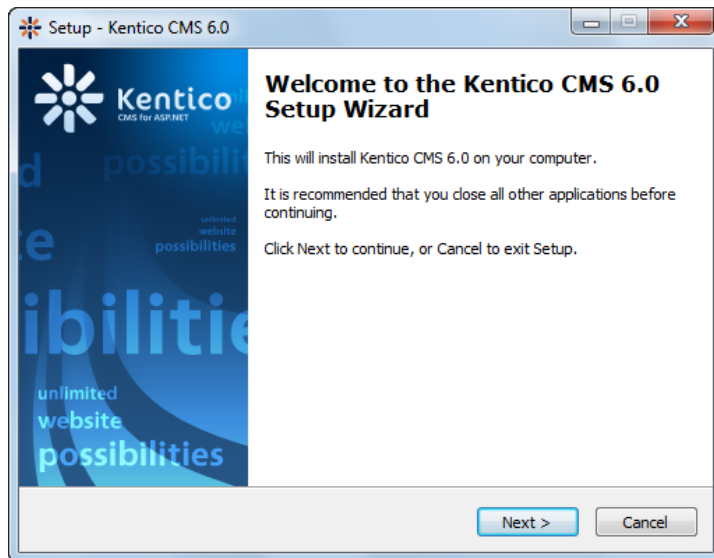 Setup - Kentico CMS 6.0
Kentico
CMS for ASP.NET
possibilit
unlimited
website
possibilities
ibilitie
unlimited
website
possibilities
Welcome to the Kentico CMS 6.0
Setup Wizard
This will install Kentico CMS 6.0 on your computer.
It is recommended that you close all other applications before
continuing.
Click Next to continue, or Cancel to exit Setup.
Next >
Cancel